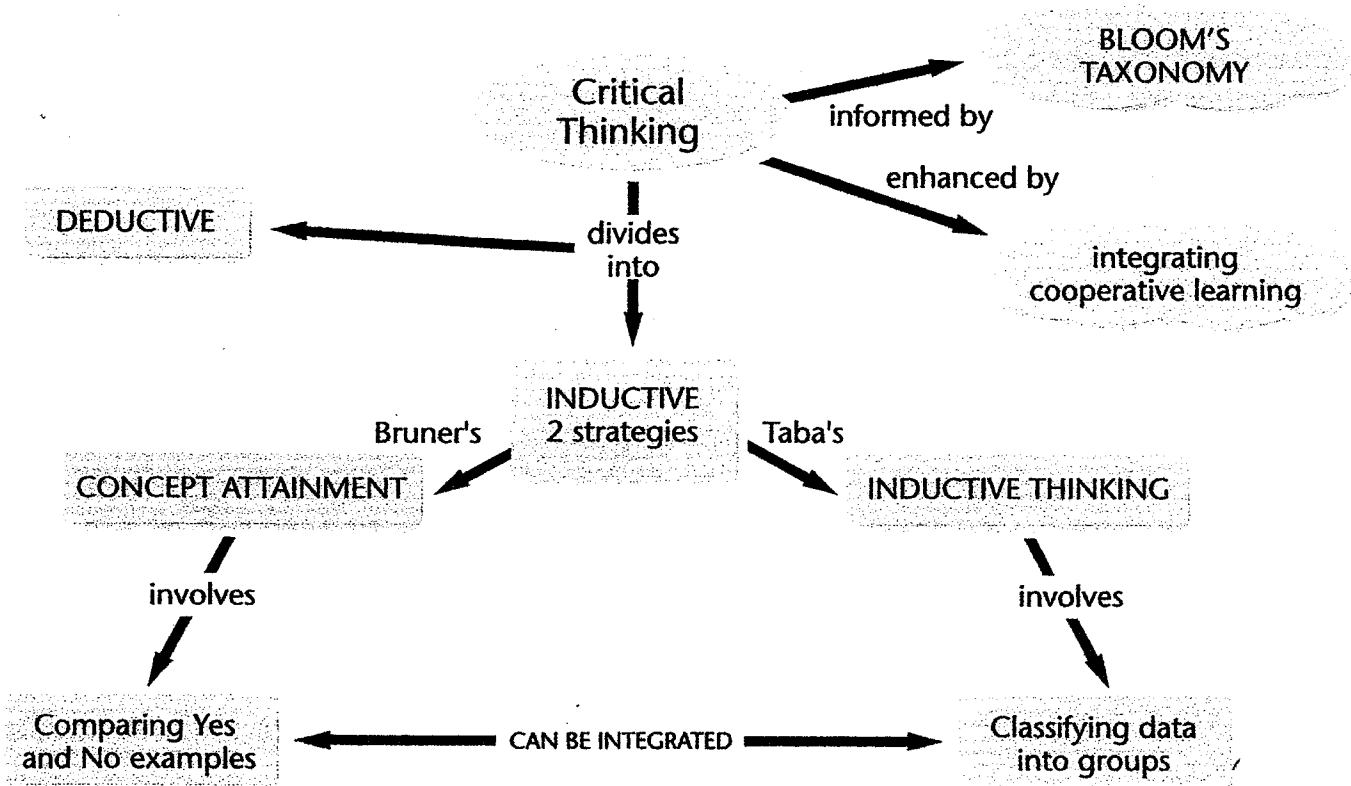 BLOOM'S
TAXONOMY
Critical
Thinking
informed by
enhanced by
DEDUCTIVE
divides
into
integrating
cooperative learning
INDUCTIVE
2 strategies
Bruner's
Taba's
CONCEPT ATTAINMENT
INDUCTIVE THINKING
involves
involves
Comparing Yes
and No examples
CAN BE INTEGRATED
Classifying data
into groups